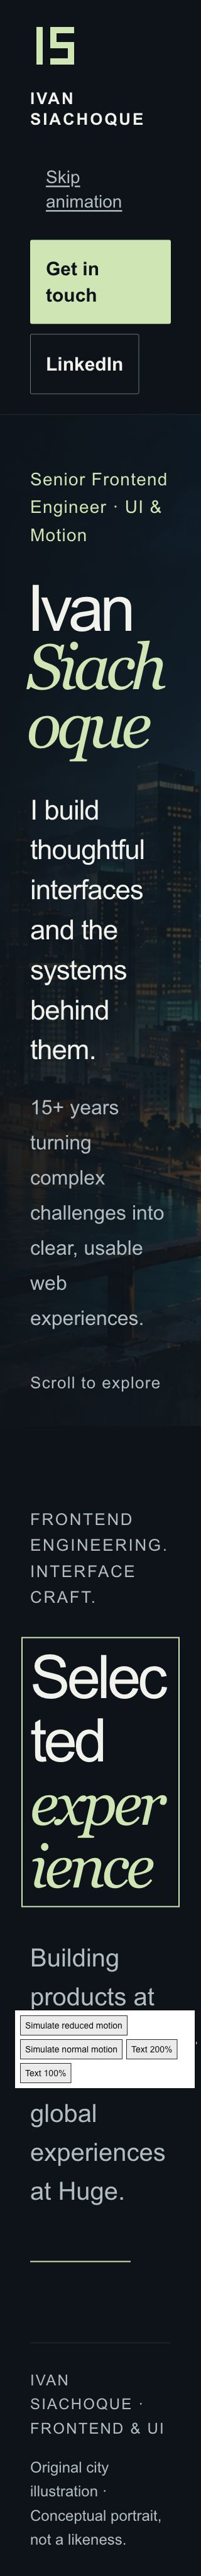 IS
IVAN
SIACHOQUE
Skip
animation
Get in
touch
LinkedIn
Senior Frontend
Engineer · UI &
Motion
Ivan
Siach
oque
I build
thoughtful
interfaces
and the
systems
behind
them.
15+ years
turning
complex
challenges into
clear, usable
web
experiences.
Scroll to explore
FRONTEND
ENGINEERING.
INTERFACE
CRAFT.
Selec
ted
exper
ience
Building
products at
Simulate reduced motion
Simulate normal motion Text 200%
Text 100%
global
experiences
at Huge.
IVAN
SIACHOQUE ·
FRONTEND & UI
Original city
illustration ·
Conceptual portrait,
not a likeness.